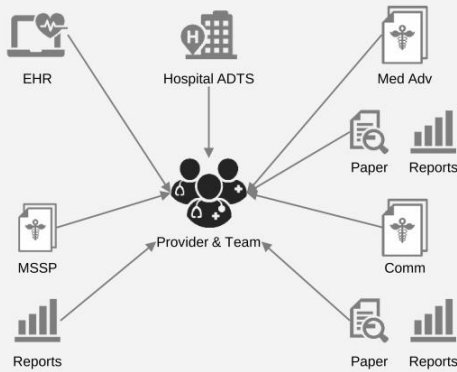 EHR
Hospital ADTS
Med Adv
H
Paper
Reports
Provider & Team
MSSP
Comm
Reports
Paper
Reports